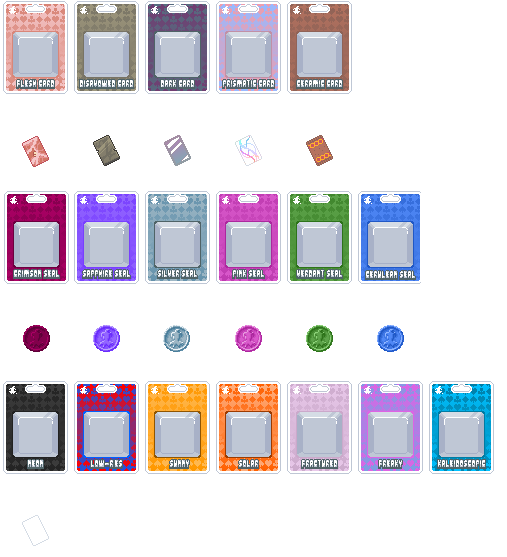 FLESH CARD
DISAVOWED CARD
DARK CARD
PRISMATIC CARD
CERAMIC CARD
CRIMSON SEAL
SAPPHIRE SEAL
SILVER SEAL
PINK SEAL
VERDANT SEAL
CERULEAN SEAL
NEON
LOW-RES
SUNNY
SOLAR
FRACTURED
FREAKY
KALEIDOSCOPIC